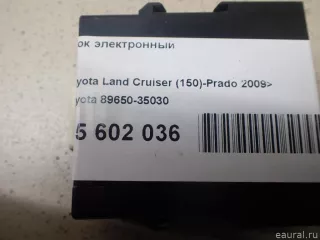 ок электронный
yota Land Cruiser (150)-Prado 2009>
yota 89650-35030
5 602 036
eaural.ru